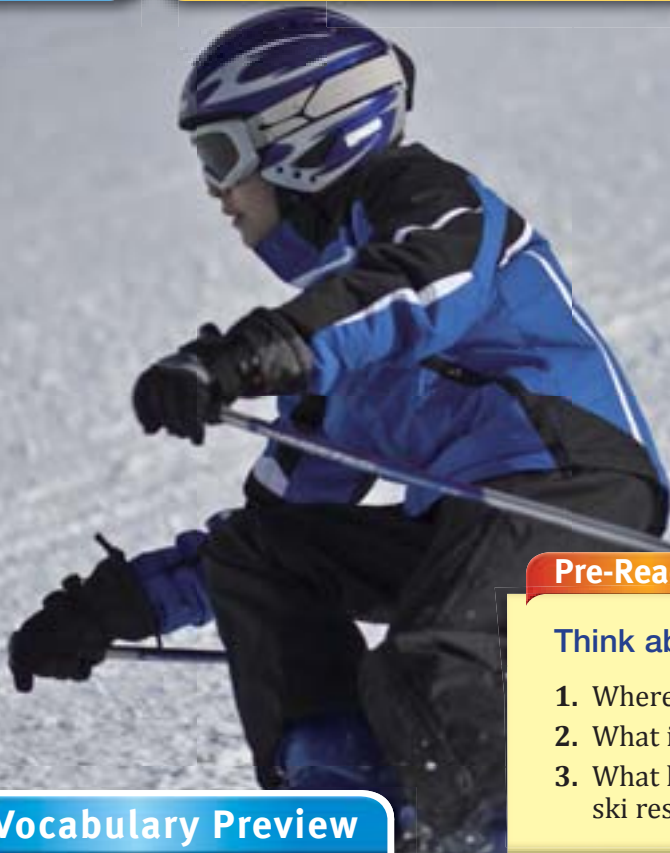 Pre-Rea
Think ab
1. Where
2. What i
3. What l
ski res
Vocabulary Preview